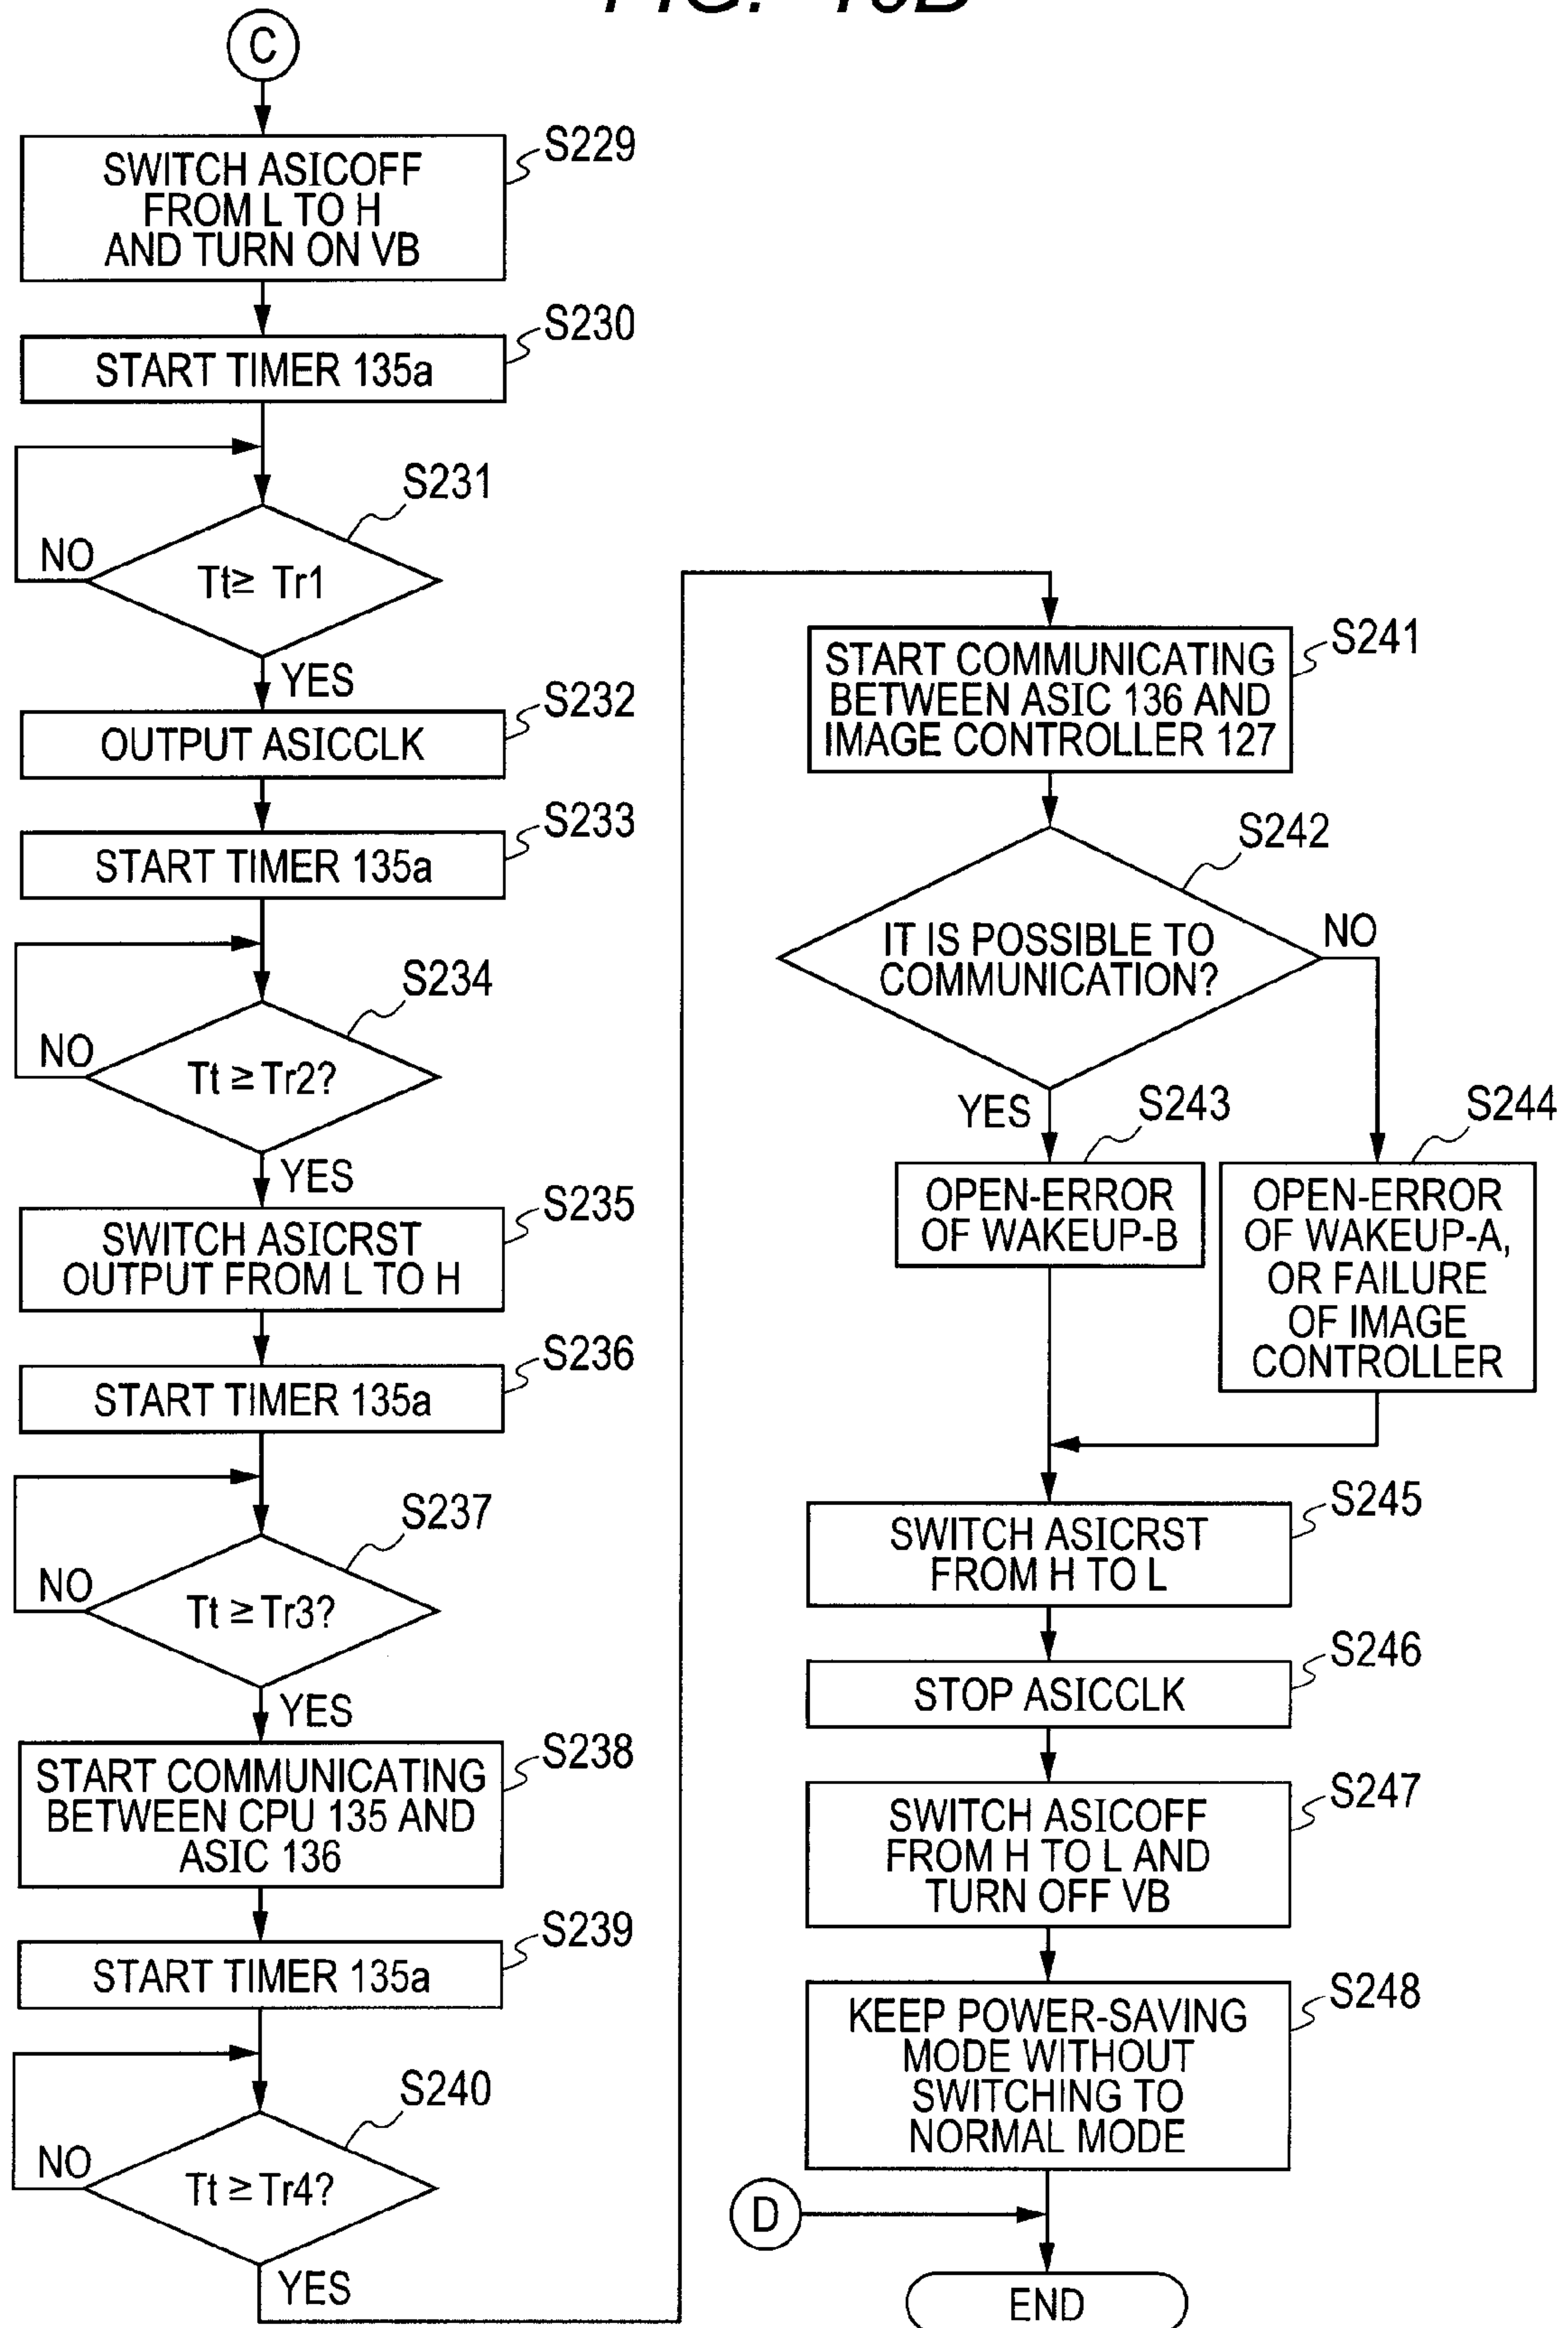 FIG.
C
S229
SWITCH ASICOFF
FROM L TO H
AND TURN ON VB
S230
START TIMER 135a
S231
NO
Tt≥ Tr1
YES
S232
OUTPUT ASICCLK
S233
START TIMER 135a
S234
NO
Tt ≥ Tr2?
YES
S235
SWITCH ASICRST
OUTPUT FROM L TO H
S236
START TIMER 135a
S237
NO
Tt ≥ Tr3?
YES
S238
START COMMUNICATING
BETWEEN CPU 135 AND
ASIC 136
S239
START TIMER 135a
S240
NO
Tt ≥ Tr4?
YES
S241
START COMMUNICATING
BETWEEN ASIC 136 AND
IMAGE CONTROLLER 127
S242
IT IS POSSIBLE TO
COMMUNICATION?
NO
YES
S243
OPEN-ERROR
OF WAKEUP-B
S244
OPEN-ERROR
OF WAKEUP-A,
OR FAILURE
OF IMAGE
CONTROLLER
S245
SWITCH ASICRST
FROM H TO L
S246
STOP ASICCLK
S247
SWITCH ASICOFF
FROM H TO L AND
TURN OFF VB
S248
KEEP POWER-SAVING
MODE WITHOUT
SWITCHING TO
NORMAL MODE
D
END